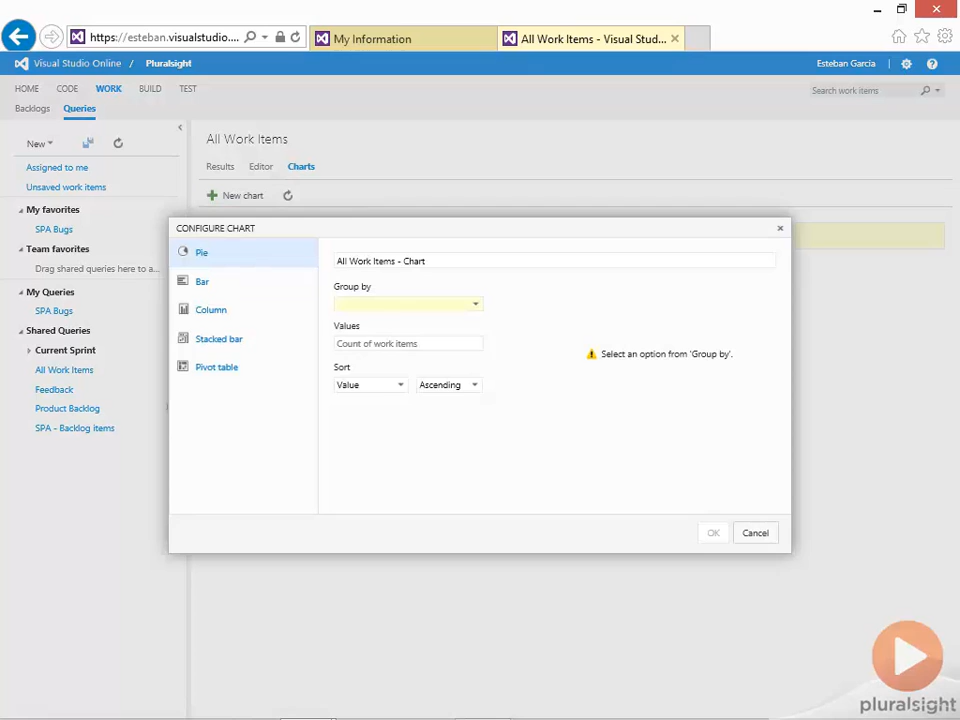 https://esteban.visualstudio....
My Information
All Work Items - Visual Stud...
Visual Studio Online / Pluralsight
Esteban Garcia
HOME CODE WORK BUILD TEST
Search work items
Backlogs Queries
New
Assigned to me
Unsaved work items
My favorites
SPA Bugs
Team favorites
Drag shared queries here to a...
My Queries
SPA Bugs
Shared Queries
Current Sprint
All Work Items
Feedback
Product Backlog
SPA - Backlog items
All Work Items
Results Editor Charts
New chart
CONFIGURE CHART
Pie
Bar
Column
Stacked bar
Pivot table
All Work Items - Chart
Group by
Values
Count of work items
Sort
Value Ascending
Select an option from 'Group by'.
OK Cancel
pluralsight